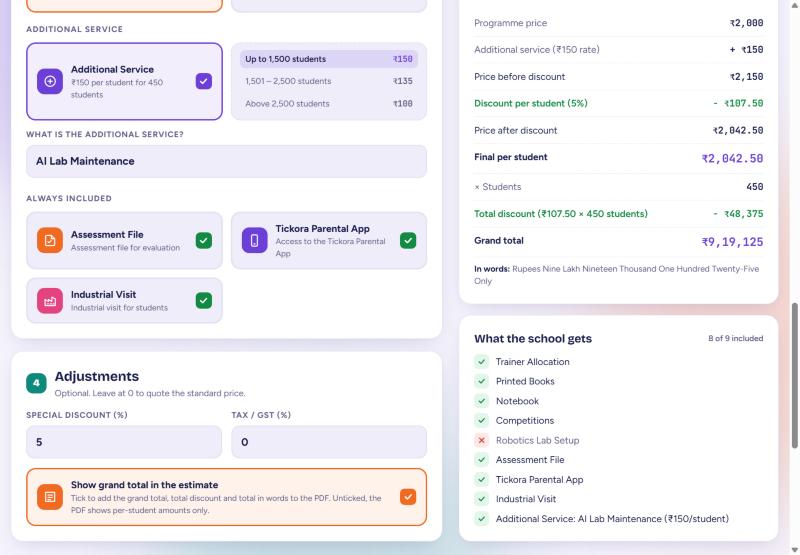 ADDITIONAL SERVICE
Additional Service
₹150 per student for 450
students
Up to 1,500 students ₹150
1,501 – 2,500 students ₹135
Above 2,500 students ₹100
WHAT IS THE ADDITIONAL SERVICE?
AI Lab Maintenance
ALWAYS INCLUDED
Assessment File
Assessment file for evaluation
Tickora Parental App
Access to the Tickora Parental
App
Industrial Visit
Industrial visit for students
4 Adjustments
Optional. Leave at 0 to quote the standard price.
SPECIAL DISCOUNT (%) TAX / GST (%)
5 0
Show grand total in the estimate
Tick to add the grand total, total discount and total in words to the PDF. Unticked, the
PDF shows per-student amounts only.
Programme price ₹2,000
Additional service (₹150 rate) + ₹150
Price before discount ₹2,150
Discount per student (5%) - ₹107.50
Price after discount ₹2,042.50
Final per student ₹2,042.50
× Students 450
Total discount (₹107.50 × 450 students) - ₹48,375
Grand total ₹9,19,125
In words: Rupees Nine Lakh Nineteen Thousand One Hundred Twenty-Five
Only
What the school gets 8 of 9 included
Trainer Allocation
Printed Books
Notebook
Competitions
Robotics Lab Setup
Assessment File
Tickora Parental App
Industrial Visit
Additional Service: AI Lab Maintenance (₹150/student)